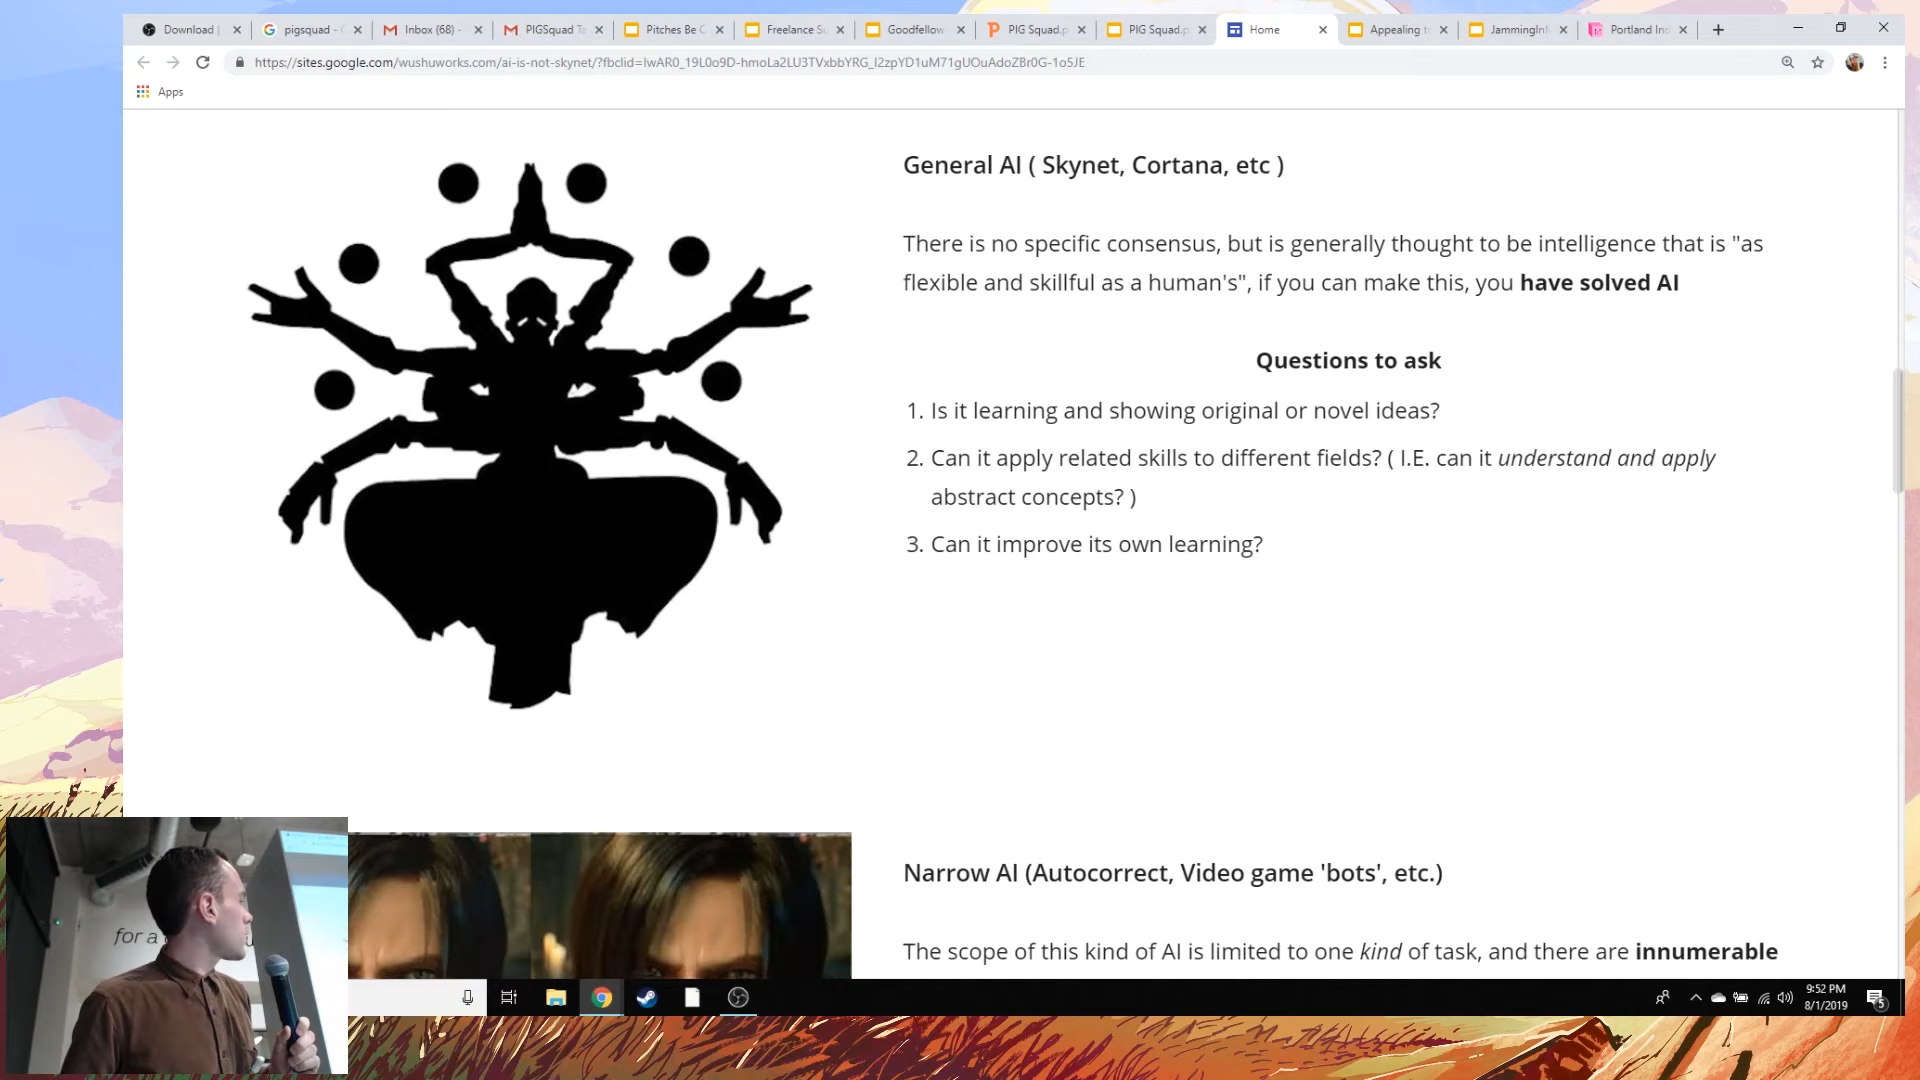 Download |
pigsquad - C
Inbox (68) -
PIGSquad Te
Pitches Be C
Freelance Su
Goodfellow
PIG Squad.p
PIG Squad.p
Home
Appealing to
JammingInM
Portland Ind
https://sites.google.com/wushuworks.com/ai-is-not-skynet/?fbclid=IwAR0_19L0o9D-hmoLa2LU3TVxbbYRG_I2zpYD1uM71gUOuAdoZBr0G-1o5JE
Apps
General AI ( Skynet, Cortana, etc )
There is no specific consensus, but is generally thought to be intelligence that is "as
flexible and skillful as a human's", if you can make this, you have solved AI
Questions to ask
1. Is it learning and showing original or novel ideas?
2. Can it apply related skills to different fields? ( I.E. can it understand and apply
abstract concepts? )
3. Can it improve its own learning?
Narrow AI (Autocorrect, Video game 'bots', etc.)
The scope of this kind of AI is limited to one kind of task, and there are innumerable
for a
9:52 PM
8/1/2019
5